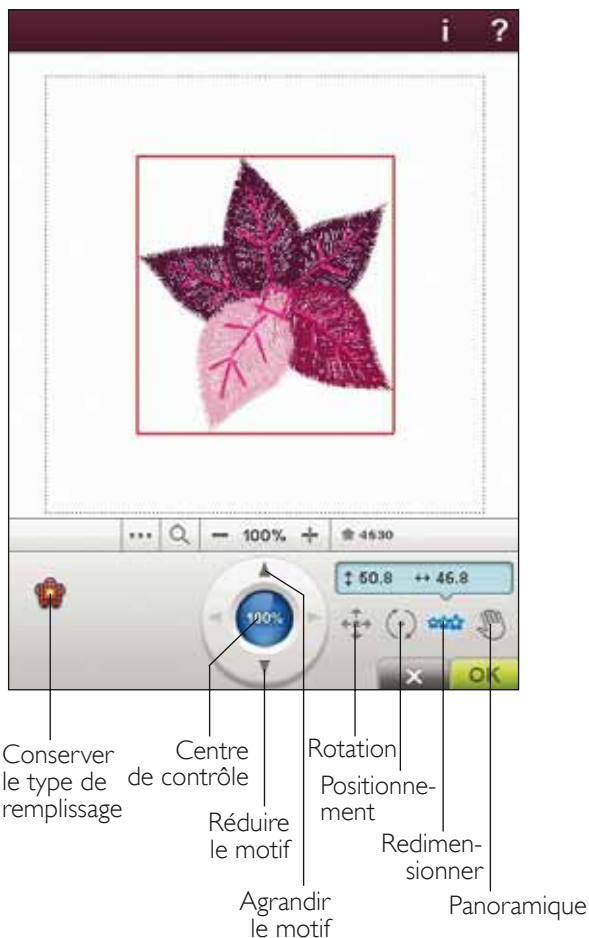 i ?
... − 100% + 4630
↕ 50.8 ↔ 46.8
100%
× OK
Conserver
le type de
remplissage
Centre
de contrôle
Réduire
le motif
Agrandir
le motif
Rotation
Positionne-
ment
Redimen-
sionner
Panoramique